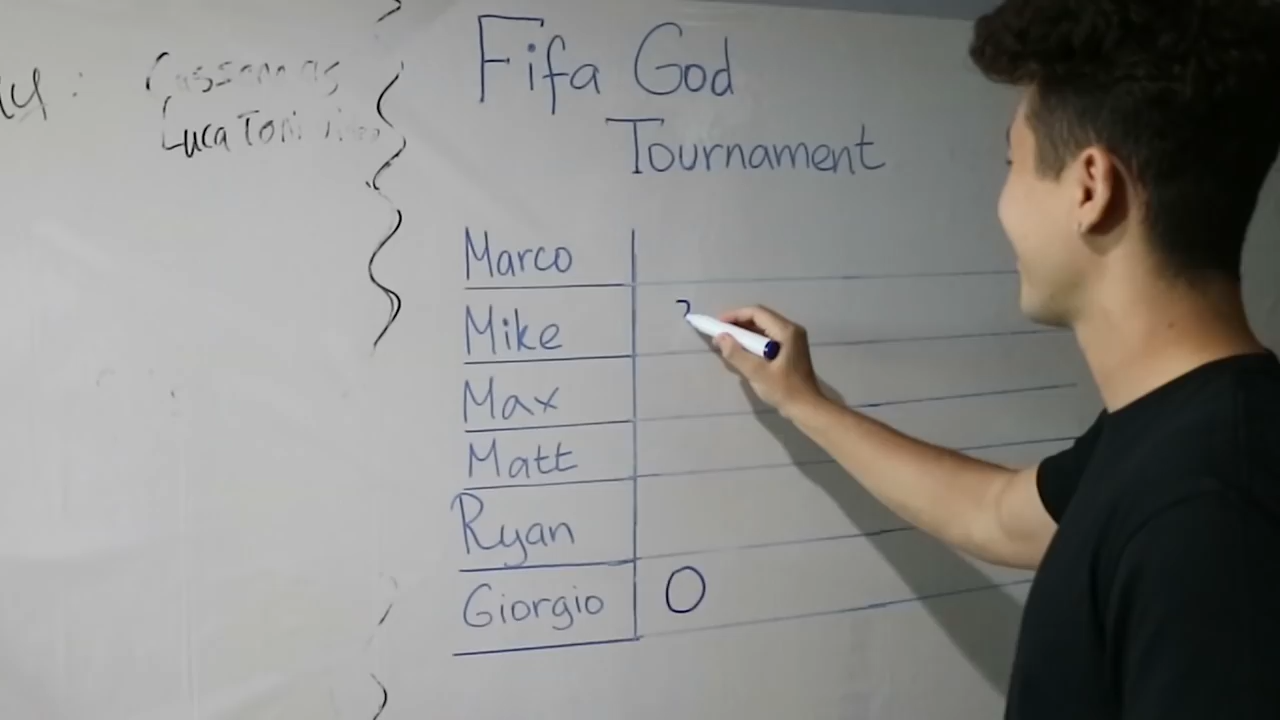 Luca Toni
Fifa God
Tournament
Marco
Mike
Max
Matt
Ryan
Giorgio 0